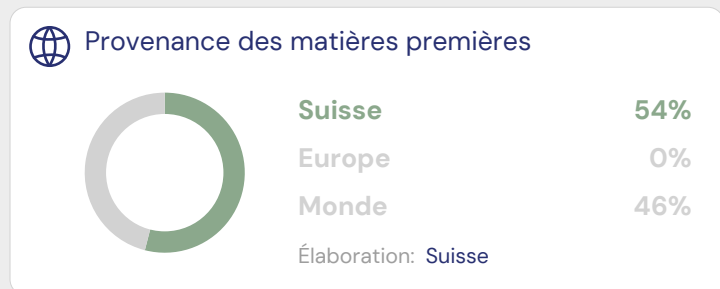 Provenance des matières premières
Suisse 54%
Europe 0%
Monde 46%
Élaboration: Suisse